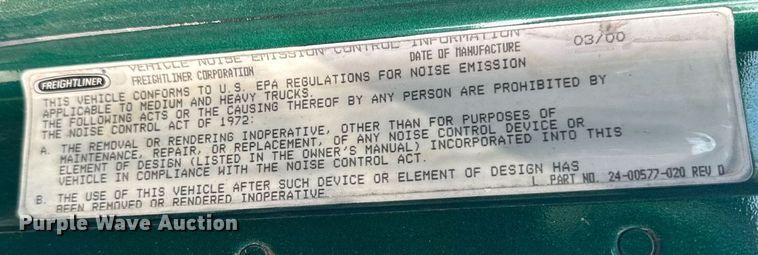 VEHICLE NOISE EMISSION CONTROL INFORMATION
FREIGHTLINER
FREIGHTLINER CORPORATION
DATE OF MANUFACTURE 03/00
THIS VEHICLE CONFORMS TO U.S. EPA REGULATIONS FOR NOISE EMISSION
APPLICABLE TO MEDIUM AND HEAVY TRUCKS.
THE FOLLOWING ACTS OR THE CAUSING THEREOF BY ANY PERSON ARE PROHIBITED BY
THE NOISE CONTROL ACT OF 1972:
A. THE REMOVAL OR RENDERING INOPERATIVE, OTHER THAN FOR PURPOSES OF
MAINTENANCE, REPAIR, OR REPLACEMENT, OF ANY NOISE CONTROL DEVICE OR
ELEMENT OF DESIGN (LISTED IN THE OWNER'S MANUAL) INCORPORATED INTO THIS
VEHICLE IN COMPLIANCE WITH THE NOISE CONTROL ACT.
B. THE USE OF THIS VEHICLE AFTER SUCH DEVICE OR ELEMENT OF DESIGN HAS
BEEN REMOVED OR RENDERED INOPERATIVE.
L PART NO. 24-00577-020 REV D
Purple Wave Auction